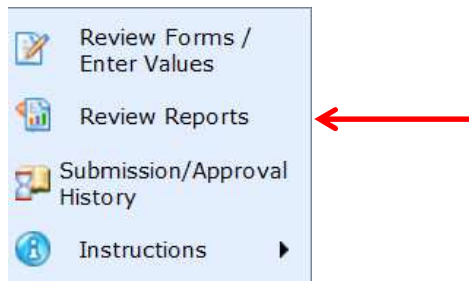 Review Forms /
Enter Values
Review Reports
Submission/Approval
History
Instructions